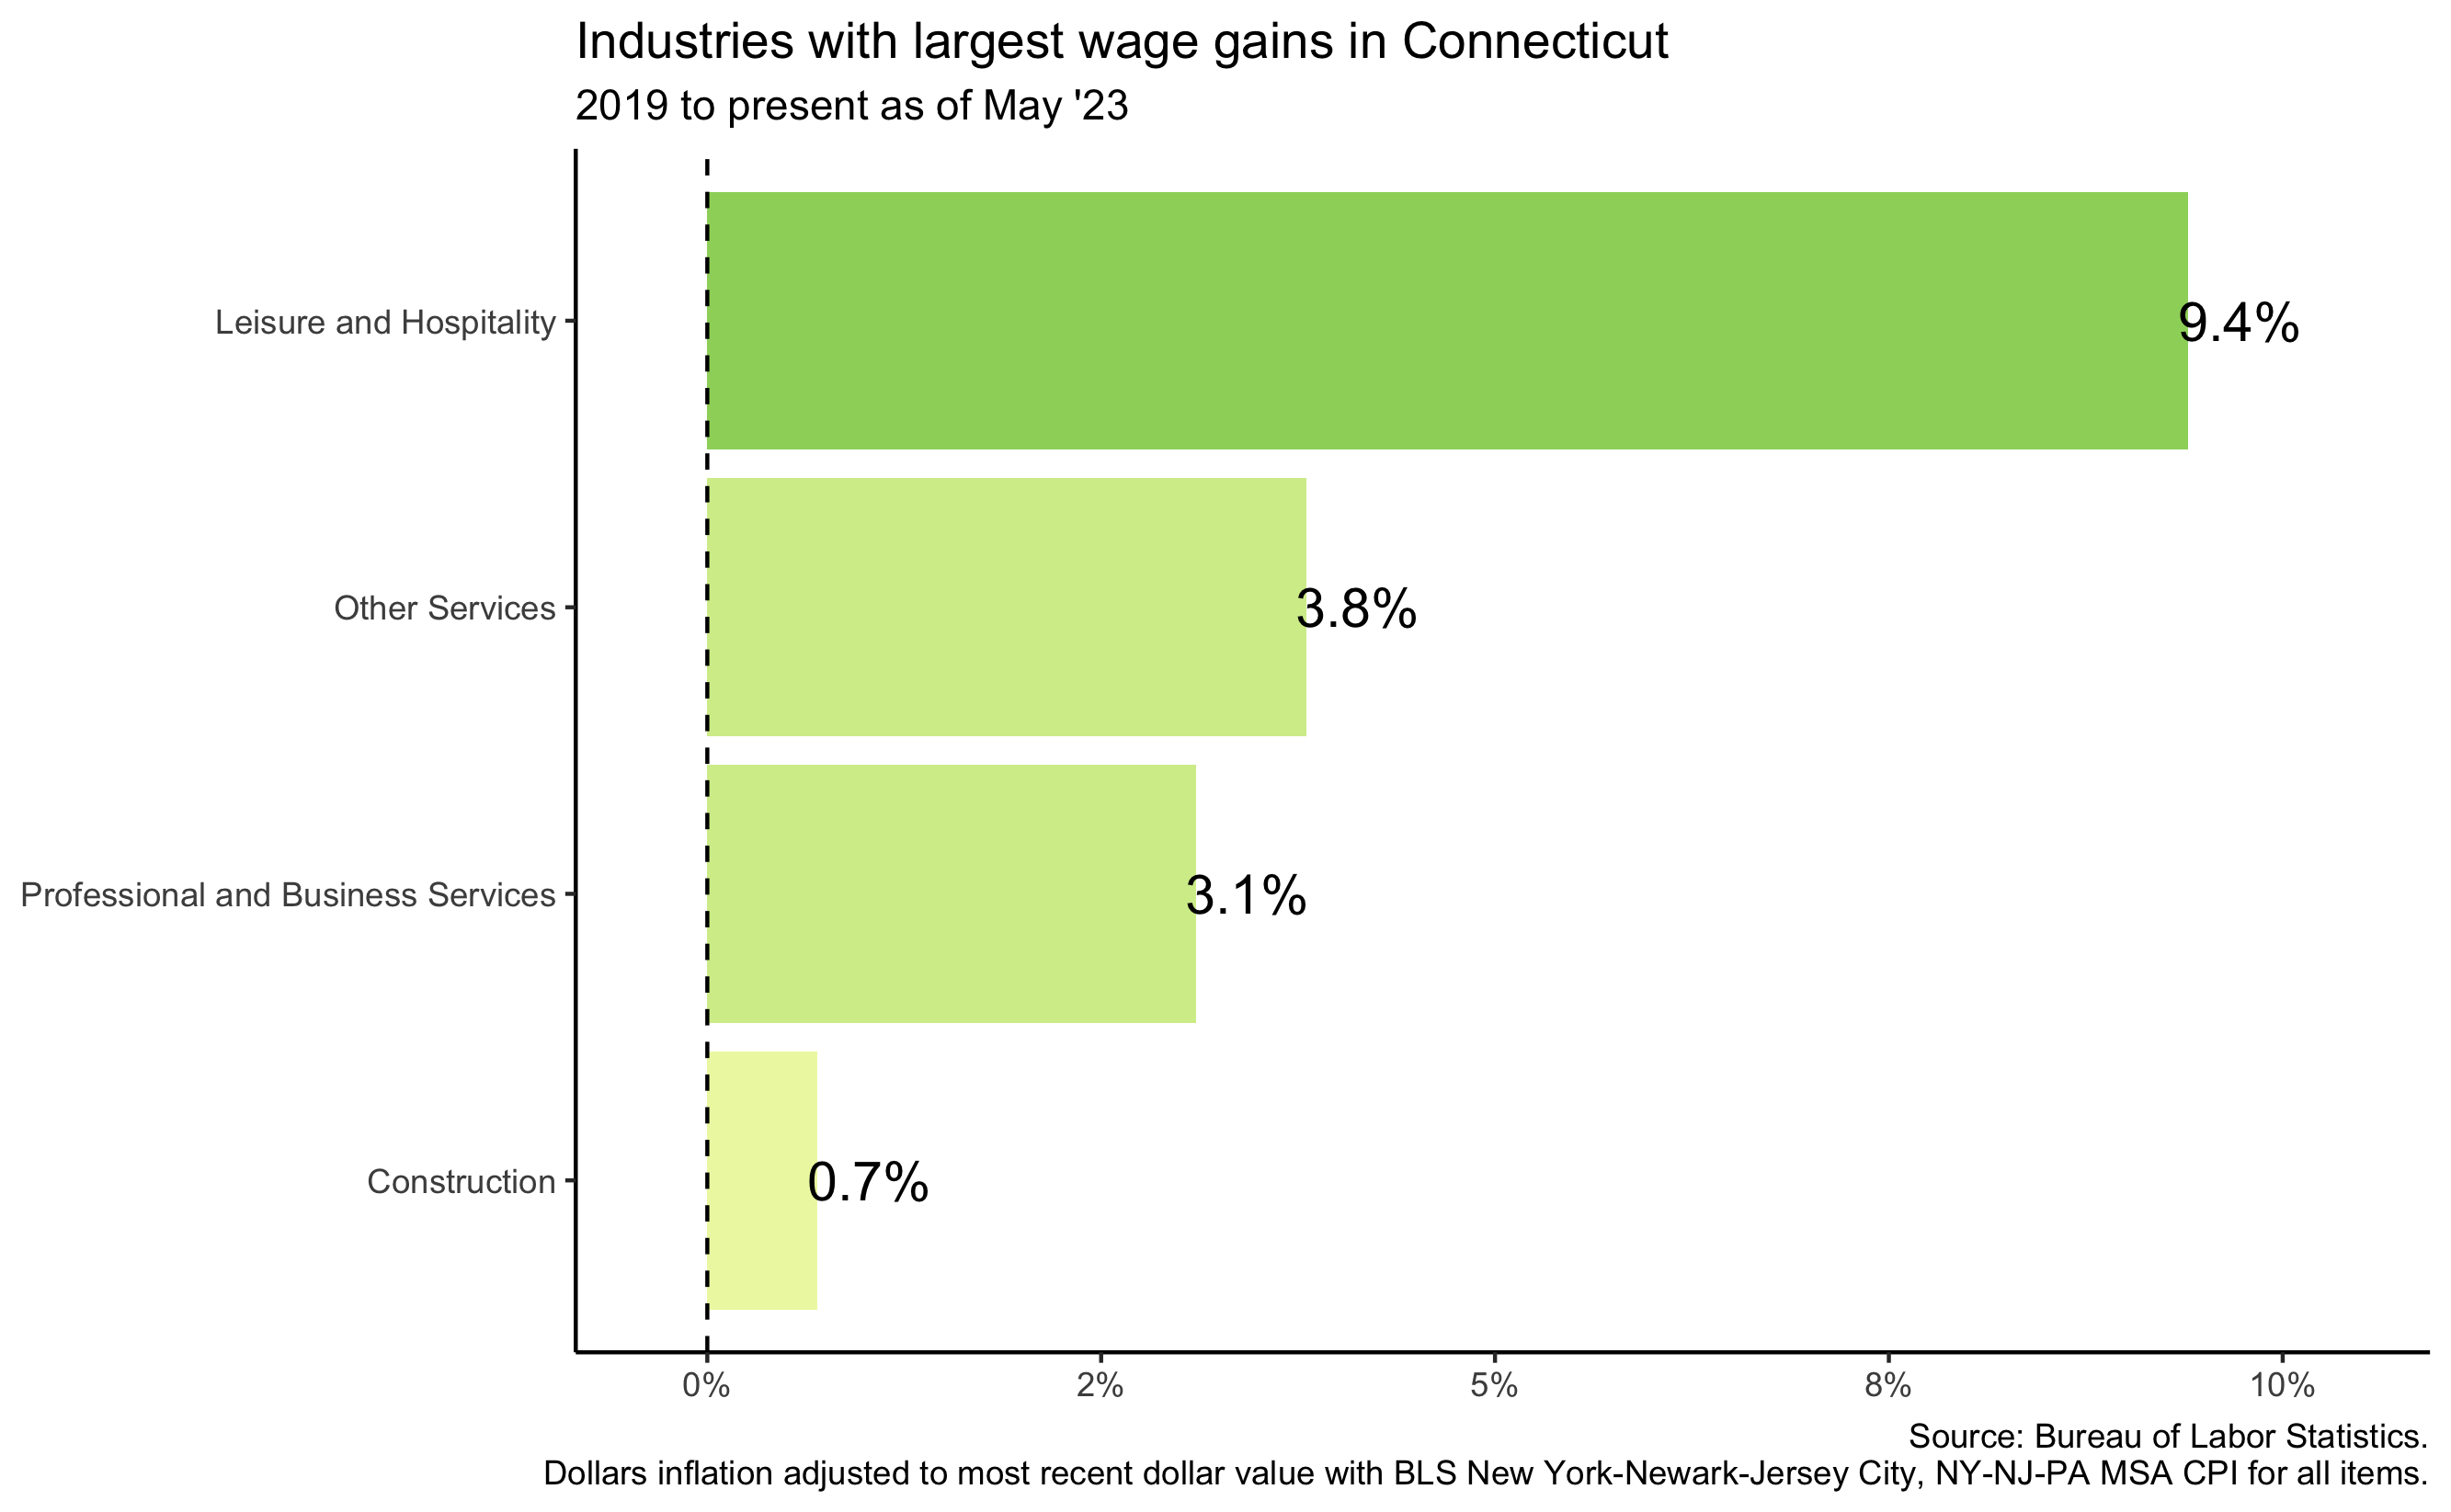 Industries with largest wage gains in Connecticut
2019 to present as of May '23
Leisure and Hospitality
9.4%
Other Services
3.8%
Professional and Business Services
3.1%
Construction
0.7%
0% 2% 5% 8% 10%
Source: Bureau of Labor Statistics.
Dollars inflation adjusted to most recent dollar value with BLS New York-Newark-Jersey City, NY-NJ-PA MSA CPI for all items.